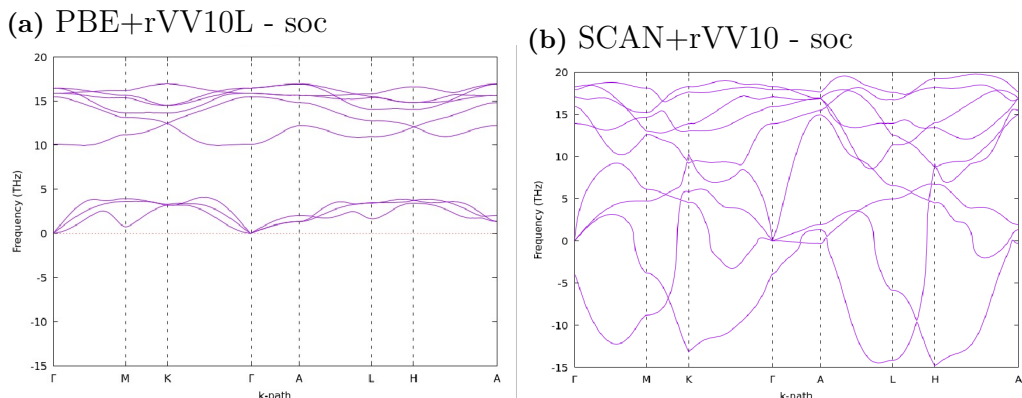 (a) PBE+rVV10L - soc
20
15
10
5
0
-5
-10
-15
Frequency (THz)
Γ M K Γ A L H A
k-path
(b) SCAN+rVV10 - soc
20
15
10
5
0
-5
-10
-15
Frequency (THz)
Γ M K Γ A L H A
k-path